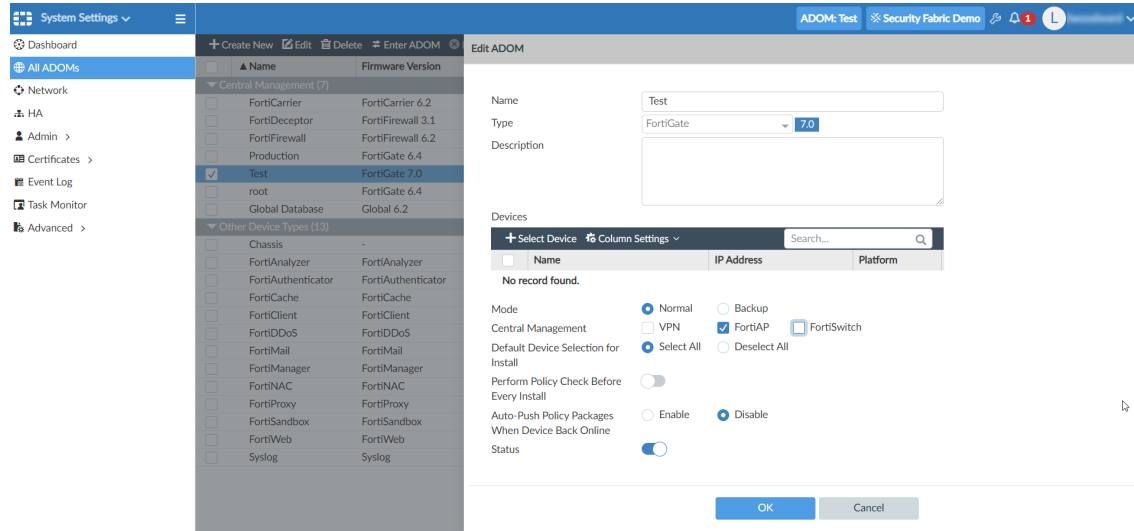 System Settings
ADOM: Test
Security Fabric Demo
1
L
Dashboard
All ADOMs
Network
HA
Admin
Certificates
Event Log
Task Monitor
Advanced
Create New Edit Delete Enter ADOM
Name Firmware Version
Central Management (7)
FortiCarrier FortiCarrier 6.2
FortiDeceptor FortiFirewall 3.1
FortiFirewall FortiFirewall 6.2
Production FortiGate 6.4
Test FortiGate 7.0
root FortiGate 6.4
Global Database Global 6.2
Other Device Types (13)
Chassis -
FortiAnalyzer FortiAnalyzer
FortiAuthenticator FortiAuthenticator
FortiCache FortiCache
FortiClient FortiClient
FortiDDoS FortiDDoS
FortiMail FortiMail
FortiManager FortiManager
FortiNAC FortiNAC
FortiProxy FortiProxy
FortiSandbox FortiSandbox
FortiWeb FortiWeb
Syslog Syslog
Edit ADOM
Name Test
Type FortiGate 7.0
Description
Devices
Select Device Column Settings Search...
Name IP Address Platform
No record found.
Mode Normal Backup
Central Management VPN FortiAP FortiSwitch
Default Device Selection for Select All Deselect All
Install
Perform Policy Check Before
Every Install
Auto-Push Policy Packages Enable Disable
When Device Back Online
Status
OK Cancel